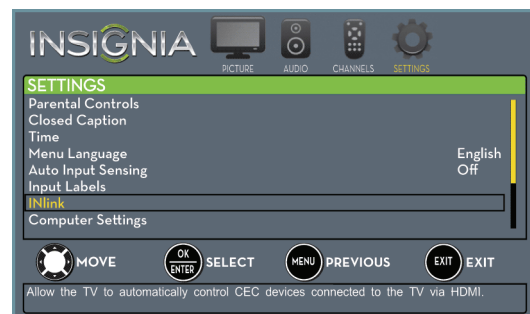 INSIGNIA
PICTURE AUDIO CHANNELS SETTINGS
SETTINGS
Parental Controls
Closed Caption
Time
Menu Language English
Auto Input Sensing Off
Input Labels
INlink
Computer Settings
MOVE OK ENTER SELECT MENU PREVIOUS EXIT EXIT
Allow the TV to automatically control CEC devices connected to the TV via HDMI.